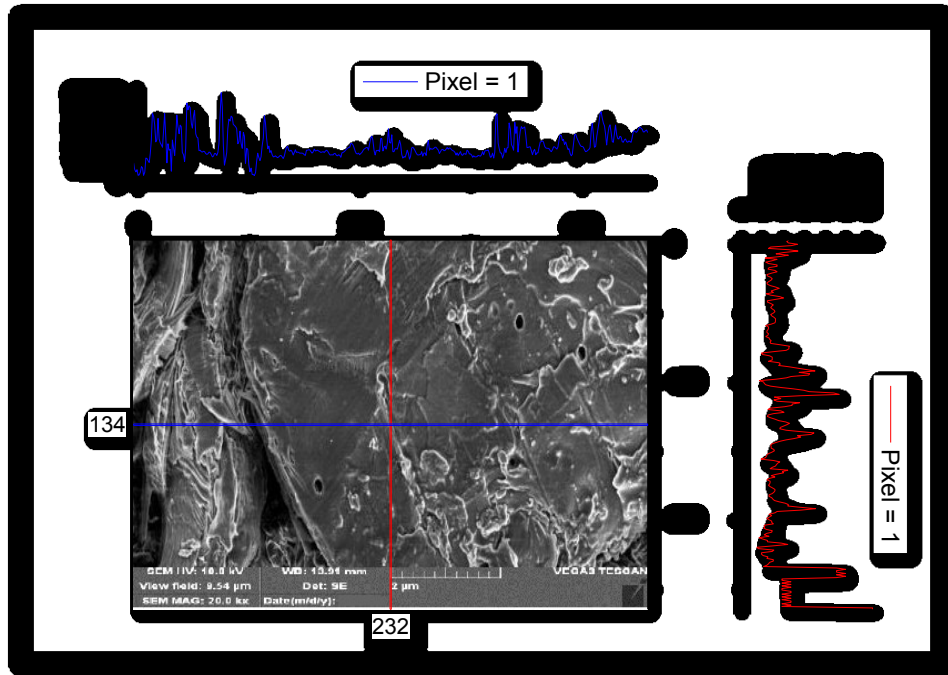 Pixel = 1
134
SEM HV: 10.0 kV WD: 13.91 mm VEGA3 TESCAN
View field: 9.54 µm Det: SE 2 µm
SEM MAG: 20.0 kx Date(m/d/y):
232
Pixel = 1